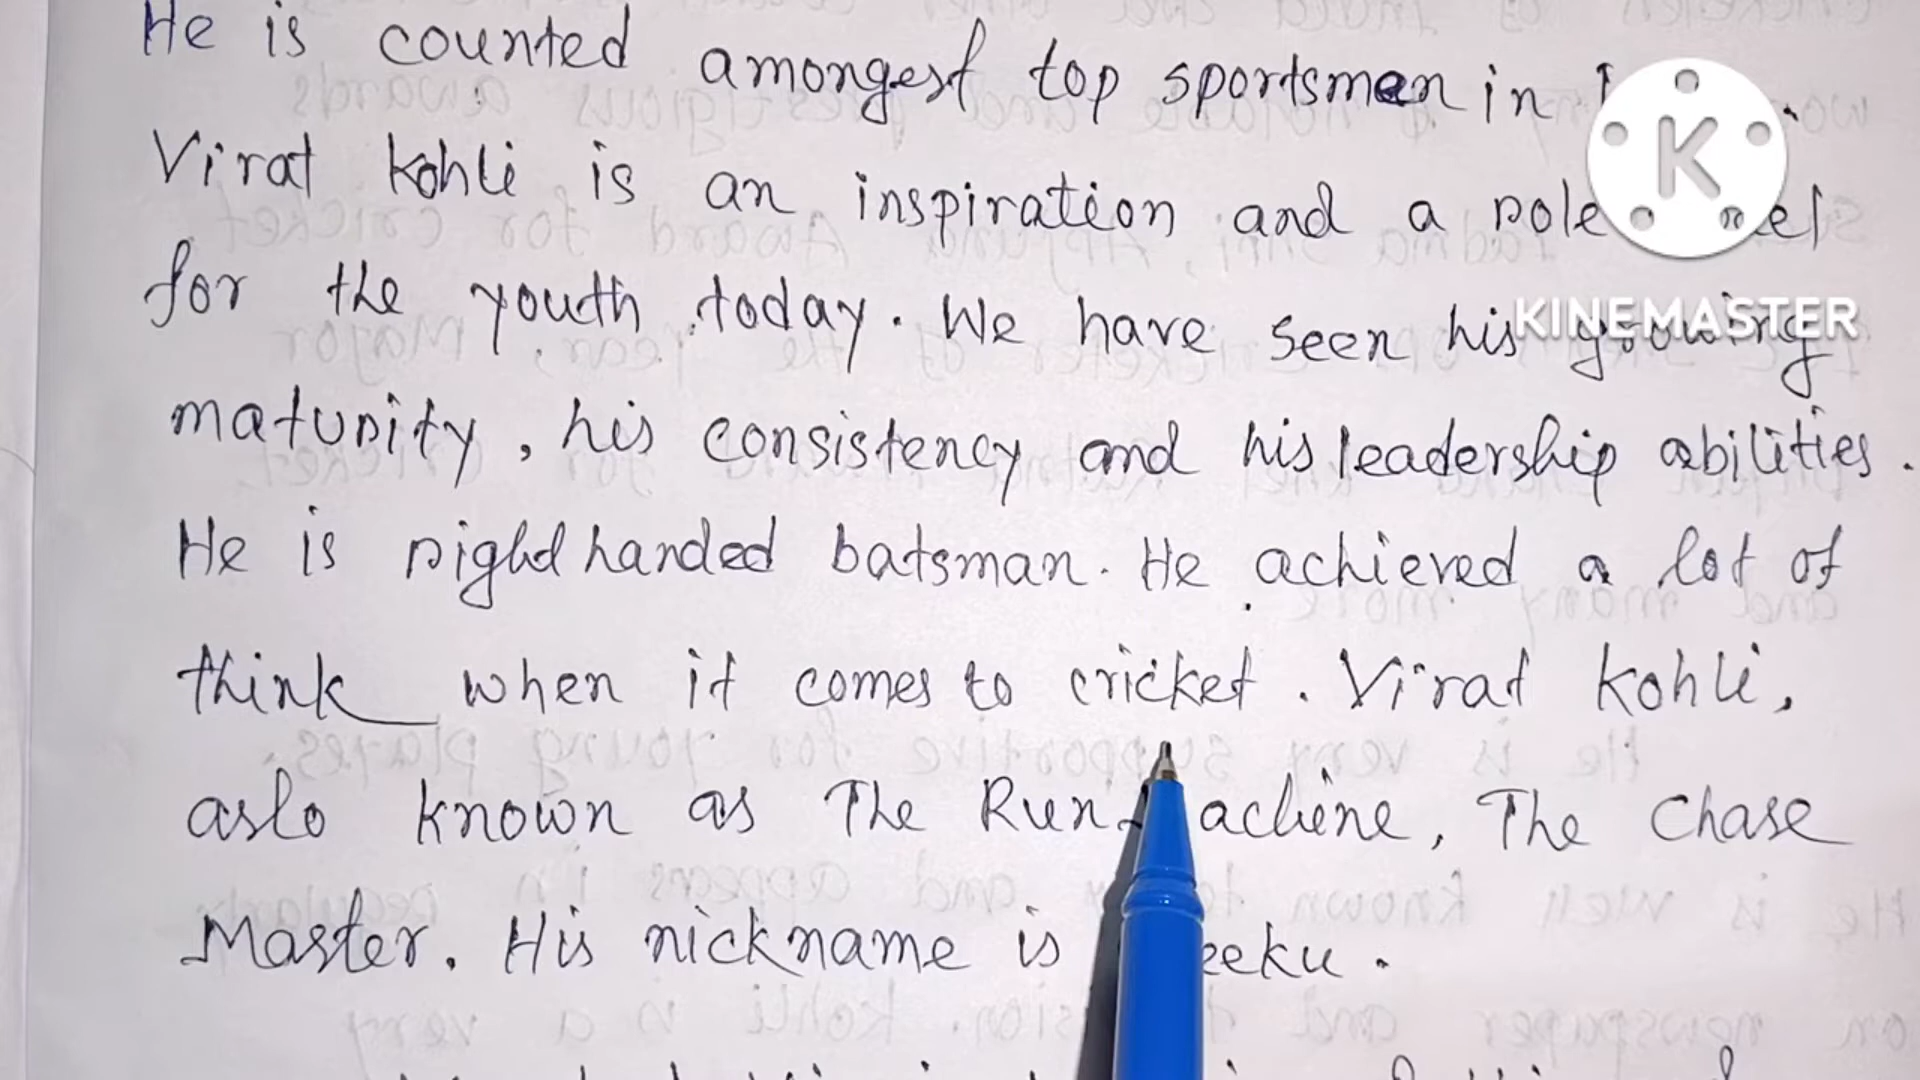 He is counted amongest top sportsmen in
Virat Kohli is an inspiration and a role
for the youth today. We have seen his growing
maturity, his consistency and his leadership abilities.
He is right handed batsman. He achieved a lot of
think when it comes to cricket. Virat Kohli,
aslo known as The Run achine, The Chase
Master. His nickname is eeku.
K
KINEMASTER